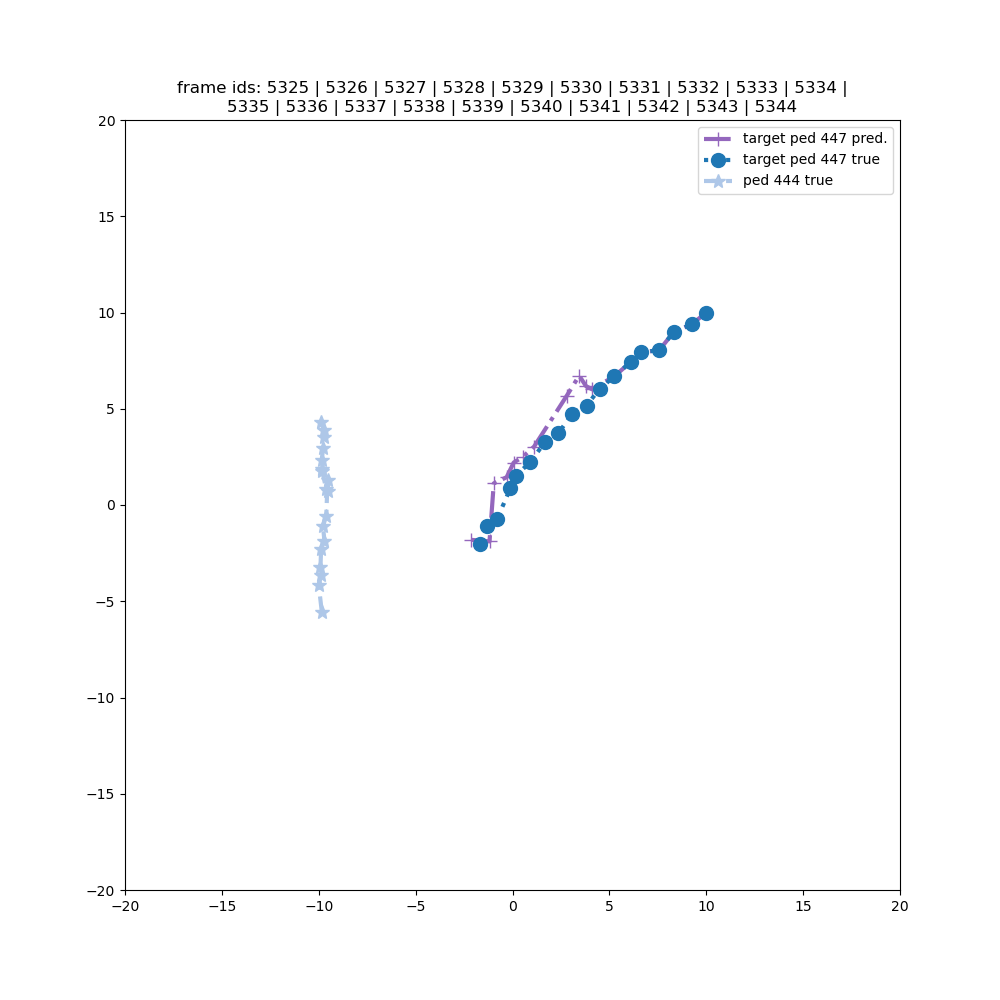 frame ids: 5325 | 5326 | 5327 | 5328 | 5329 | 5330 | 5331 | 5332 | 5333 | 5334 |
5335 | 5336 | 5337 | 5338 | 5339 | 5340 | 5341 | 5342 | 5343 | 5344
target ped 447 pred.
target ped 447 true
ped 444 true
20
15
10
5
0
−5
−10
−15
−20
−20 −15 −10 −5 0 5 10 15 20